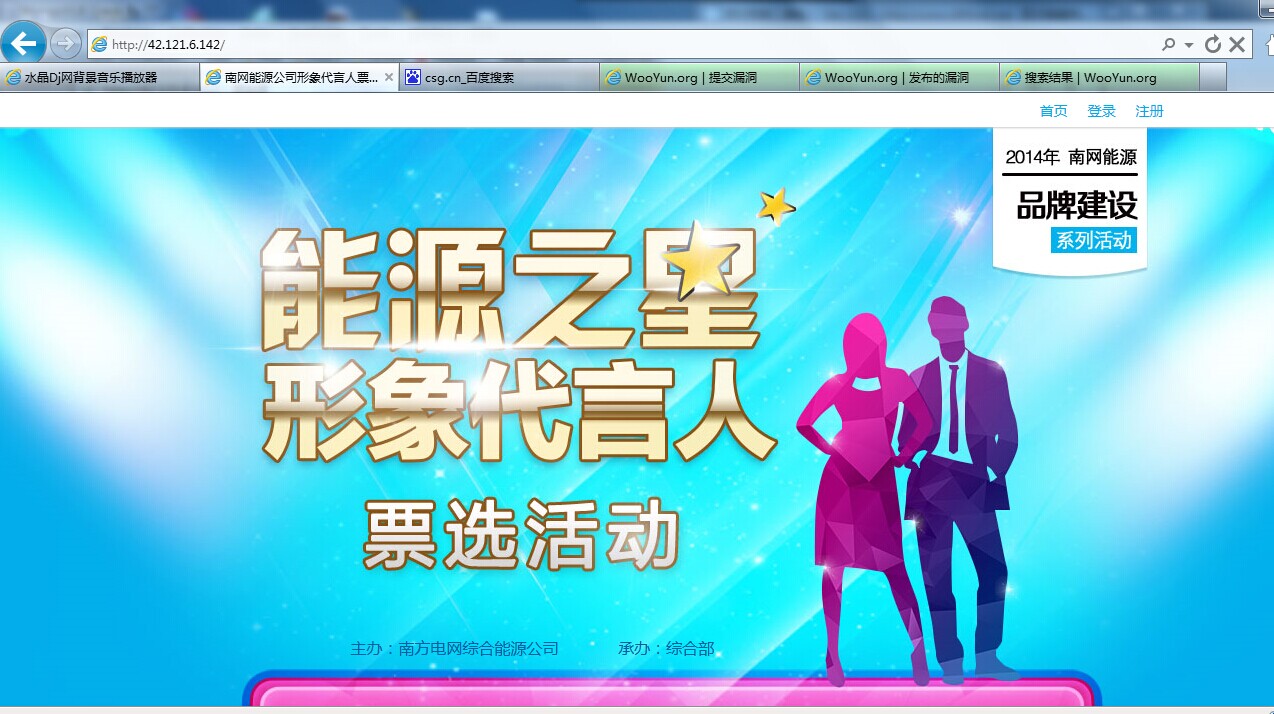 http://42.121.6.142/
水晶Dj网背景音乐播放器
南网能源公司形象代言人票...
csg.cn_百度搜索
WooYun.org | 提交漏洞
WooYun.org | 发布的漏洞
搜索结果 | WooYun.org
首页 登录 注册
2014年 南网能源
品牌建设
系列活动
能源之星
形象代言人
票选活动
主办：南方电网综合能源公司 承办：综合部